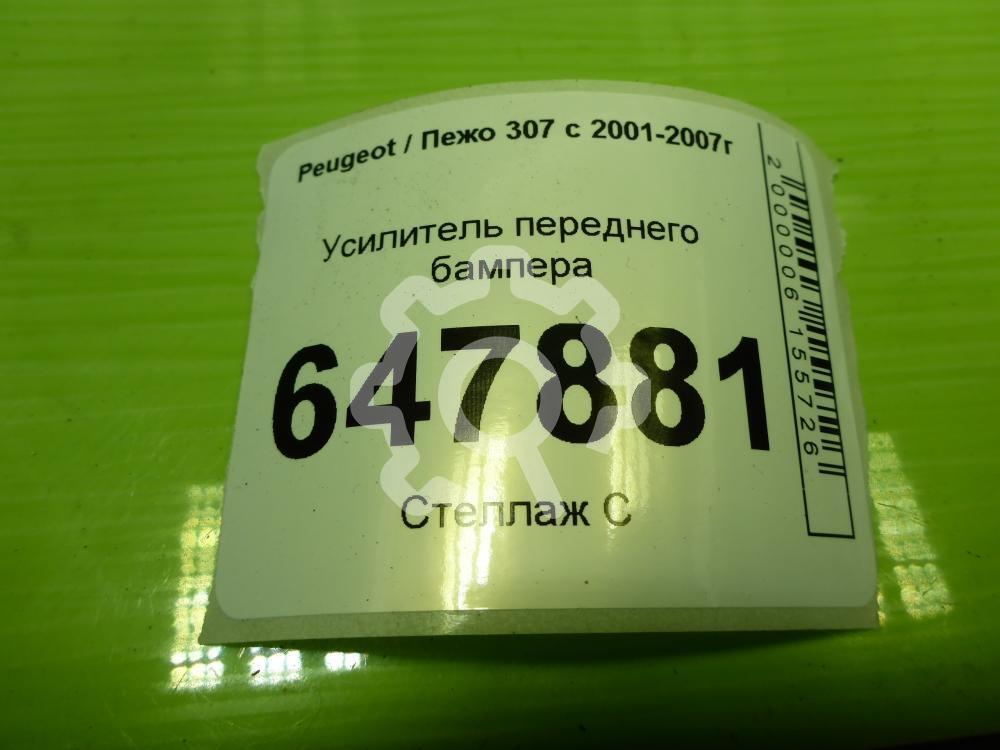 Peugeot / Пежо 307 с 2001-2007г
Усилитель переднего
бампера
647881
Стеллаж С
2000006155726